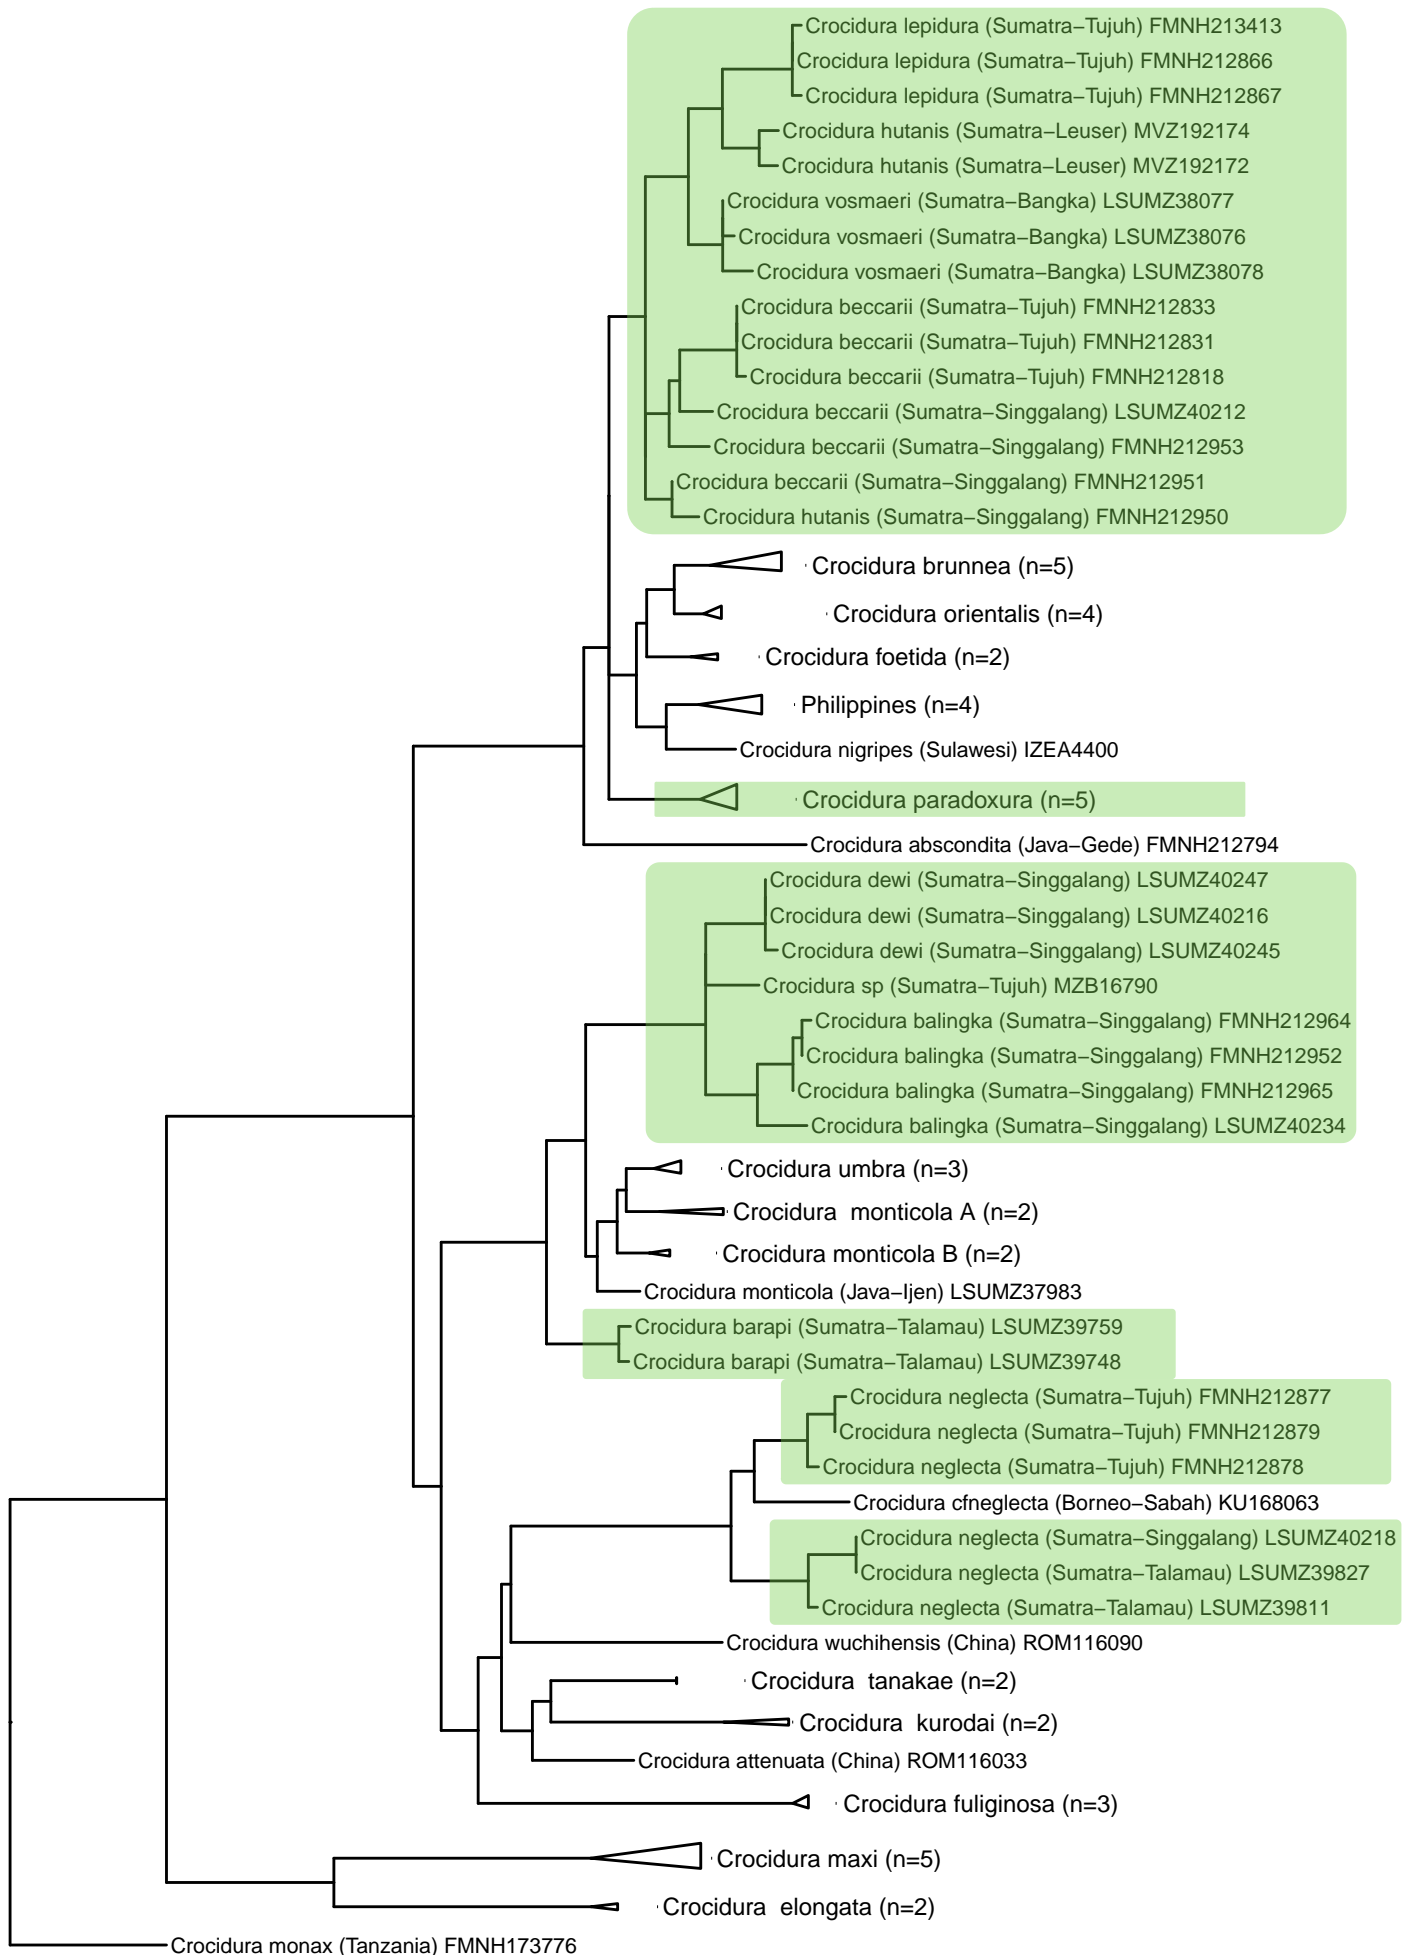 Crocidura lepidura (Sumatra−Tujuh) FMNH213413
Crocidura lepidura (Sumatra−Tujuh) FMNH212866
Crocidura lepidura (Sumatra−Tujuh) FMNH212867
Crocidura hutanis (Sumatra−Leuser) MVZ192174
Crocidura hutanis (Sumatra−Leuser) MVZ192172
Crocidura vosmaeri (Sumatra−Bangka) LSUMZ38077
Crocidura vosmaeri (Sumatra−Bangka) LSUMZ38076
Crocidura vosmaeri (Sumatra−Bangka) LSUMZ38078
Crocidura beccarii (Sumatra−Tujuh) FMNH212833
Crocidura beccarii (Sumatra−Tujuh) FMNH212831
Crocidura beccarii (Sumatra−Tujuh) FMNH212818
Crocidura beccarii (Sumatra−Singgalang) LSUMZ40212
Crocidura beccarii (Sumatra−Singgalang) FMNH212953
Crocidura beccarii (Sumatra−Singgalang) FMNH212951
Crocidura hutanis (Sumatra−Singgalang) FMNH212950
Crocidura brunnea (n=5)
Crocidura orientalis (n=4)
Crocidura foetida (n=2)
Philippines (n=4)
Crocidura nigripes (Sulawesi) IZEA4400
Crocidura paradoxura (n=5)
Crocidura abscondita (Java−Gede) FMNH212794
Crocidura dewi (Sumatra−Singgalang) LSUMZ40247
Crocidura dewi (Sumatra−Singgalang) LSUMZ40216
Crocidura dewi (Sumatra−Singgalang) LSUMZ40245
Crocidura sp (Sumatra−Tujuh) MZB16790
Crocidura balingka (Sumatra−Singgalang) FMNH212964
Crocidura balingka (Sumatra−Singgalang) FMNH212952
Crocidura balingka (Sumatra−Singgalang) FMNH212965
Crocidura balingka (Sumatra−Singgalang) LSUMZ40234
Crocidura umbra (n=3)
Crocidura  monticola A (n=2)
Crocidura monticola B (n=2)
Crocidura monticola (Java−Ijen) LSUMZ37983
Crocidura barapi (Sumatra−Talamau) LSUMZ39759
Crocidura barapi (Sumatra−Talamau) LSUMZ39748
Crocidura neglecta (Sumatra−Tujuh) FMNH212877
Crocidura neglecta (Sumatra−Tujuh) FMNH212879
Crocidura neglecta (Sumatra−Tujuh) FMNH212878
Crocidura cfneglecta (Borneo−Sabah) KU168063
Crocidura neglecta (Sumatra−Singgalang) LSUMZ40218
Crocidura neglecta (Sumatra−Talamau) LSUMZ39827
Crocidura neglecta (Sumatra−Talamau) LSUMZ39811
Crocidura wuchihensis (China) ROM116090
Crocidura  tanakae (n=2)
Crocidura  kurodai (n=2)
Crocidura attenuata (China) ROM116033
Crocidura fuliginosa (n=3)
Crocidura maxi (n=5)
Crocidura  elongata (n=2)
Crocidura monax (Tanzania) FMNH173776